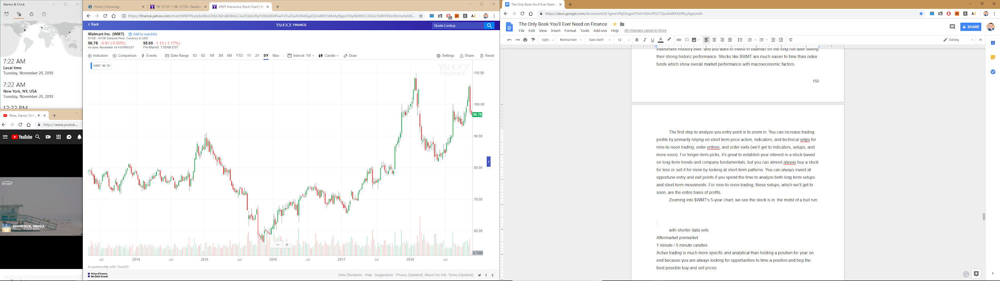 Alarms & Clock
7:22 AM
Local time
Tuesday, November 20, 2018
7:22 AM
New York, NY, USA
Tuesday, November 20, 2018
12:22 PM
Relax, Dance, Chill
https://www.youtub...
YouTube
Instinct
EMINENCE, MEMIA
Home | Schoology
FB 131.55 -7.98 -5.72% : Faceboo
WMT Interactive Stock Chart | W
Back
YAHOO! FINANCE
Quote Lookup
Walmart Inc. (WMT) Add to watchlist
NYSE - NYSE Delayed Price. Currency in USD
96.78 -0.91 (-0.93%) 95.65 -1.13 (-1.17%)
At close: November 19 4:01PM EST Pre-Market: 7:05AM EST
Indicators Comparison Events Date Range 1D 5D 1M 3M 6M YTD 1Y 2Y 5Y Max Interval 1W Candle Draw Settings Share Reset
WMT 96.78
YAHOO!
FINANCE
110.00
100.00
96.78
90.00
80.00
70.00
60.00
8.78M
Jul 2014 Jul 2015 Jul 2016 Jul 2017 Jul 2018 Jul
In partnership with ChartIQ
Yahoo Finance
An Oath brand
Data Disclaimer Help Suggestions Privacy (Updated) About Our Ads Terms (Updated)
The Only Book You'll Ever Need
The Only Book You'll Ever Need on Finance
File Edit View Insert Format Tools Add-ons Help All changes saved in Drive
SHARE
100% Normal text Sans Serif 12 B I U A Editing
investment industry ever, and you want to invest in Walmart for the long-run after seeing
their strong historic performance. Stocks like $WMT are much easier to time than index
funds which show overall market performance with macroeconomic factors.
150
The first step to analyze you entry point is to zoom in. You can increase trading
profits by primarily relying on short term price action, indicators, and technical setps for
nine-to-noon trading, order entires, and order exits (we'll get to indicators, setups, and
more soon). For longer-term picks, it's great to establish your interest in a stock based
on long-term trends and company fundamentals, but you can almost alwyas buy a stock
for less or sell it for more by looking at short-term patterns. You can always invest at
opportune entry and exit points if you spend the time to analyze both long-term setups
and short-term movements. For nine-to-noon trading, these setups, which we'll get to
soon, are the entire basis of profits.
Zooming into $WMT's 5-year chart, we see the stock is in the midst of a bull run:
with shorter data sets
Aftermarket premarket
1 minute / 5 minute candles
Active trading is much more specific and analytical than holding a position for year on
end because you are always looking for opportunities to time a position and beg the
best possible buy and sell prices